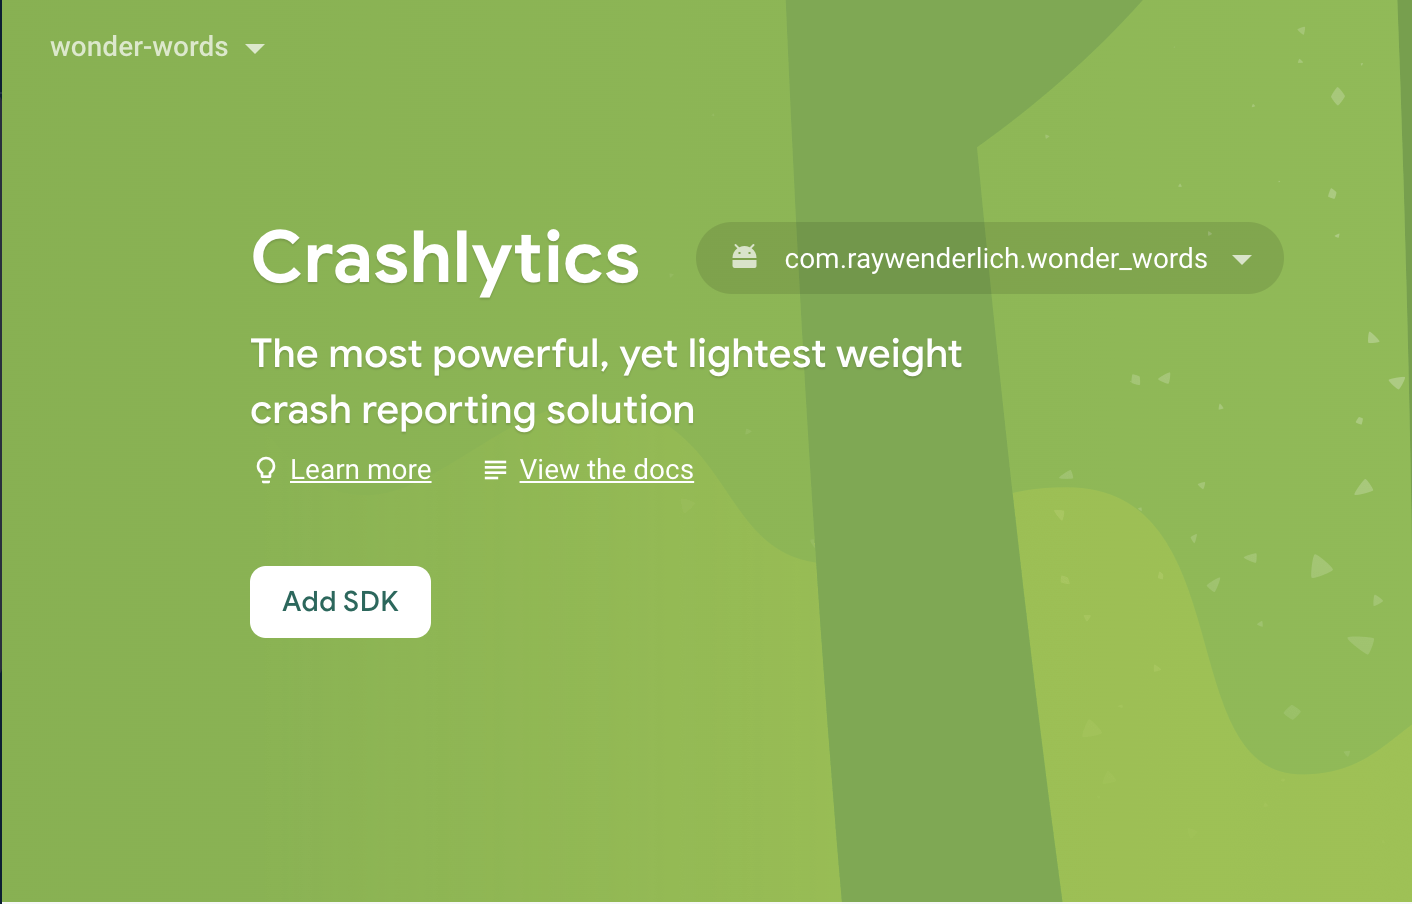 wonder-words
Crashlytics
com.raywenderlich.wonder_words
The most powerful, yet lightest weight
crash reporting solution
Learn more
View the docs
Add SDK